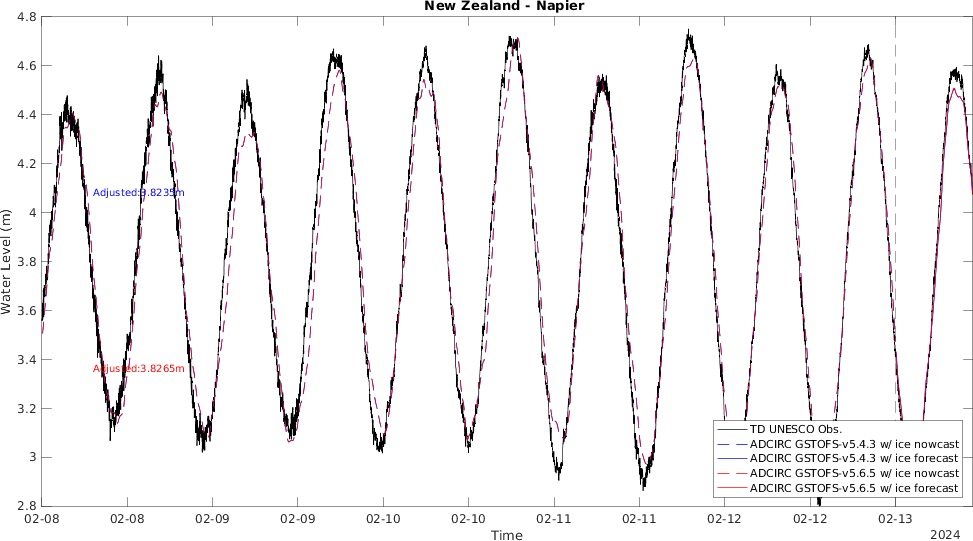 New Zealand - Napier
4.8
4.6
4.4
4.2
4
3.8
3.6
3.4
3.2
3
2.8
Water Level (m)
Adjusted:3.8235m
Adjusted:3.8265m
TD UNESCO Obs.
ADCIRC GSTOFS-v5.4.3 w/ ice nowcast
ADCIRC GSTOFS-v5.4.3 w/ ice forecast
ADCIRC GSTOFS-v5.6.5 w/ ice nowcast
ADCIRC GSTOFS-v5.6.5 w/ ice forecast
02-08 02-08 02-09 02-09 02-10 02-10 02-11 02-11 02-12 02-12 02-13
Time
2024